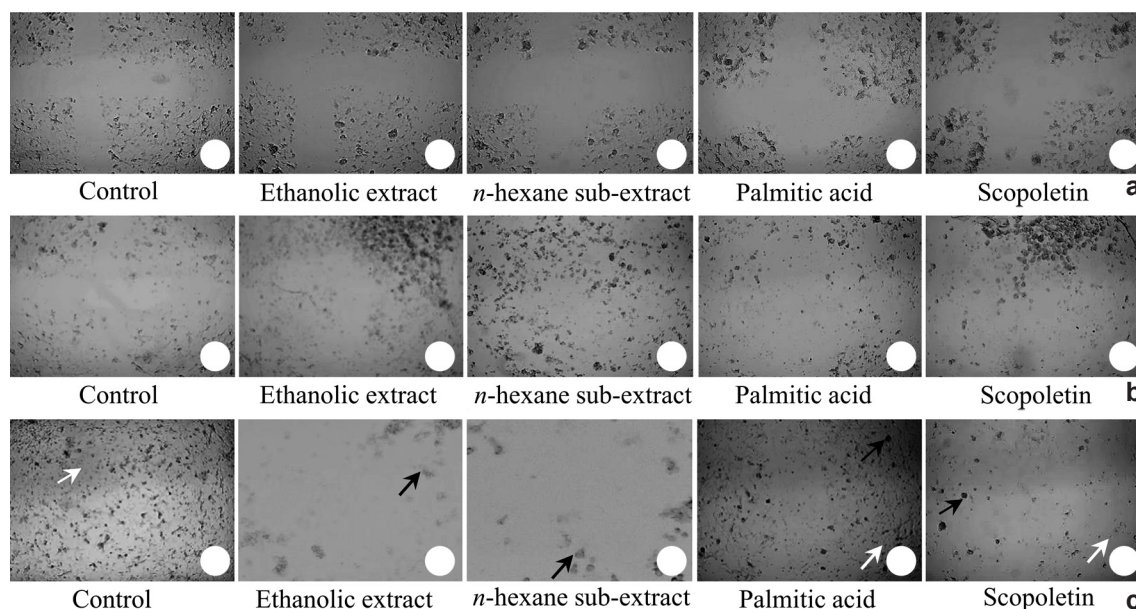 Control Ethanolic extract n-hexane sub-extract Palmitic acid Scopoletin a
Control Ethanolic extract n-hexane sub-extract Palmitic acid Scopoletin b
Control Ethanolic extract n-hexane sub-extract Palmitic acid Scopoletin c